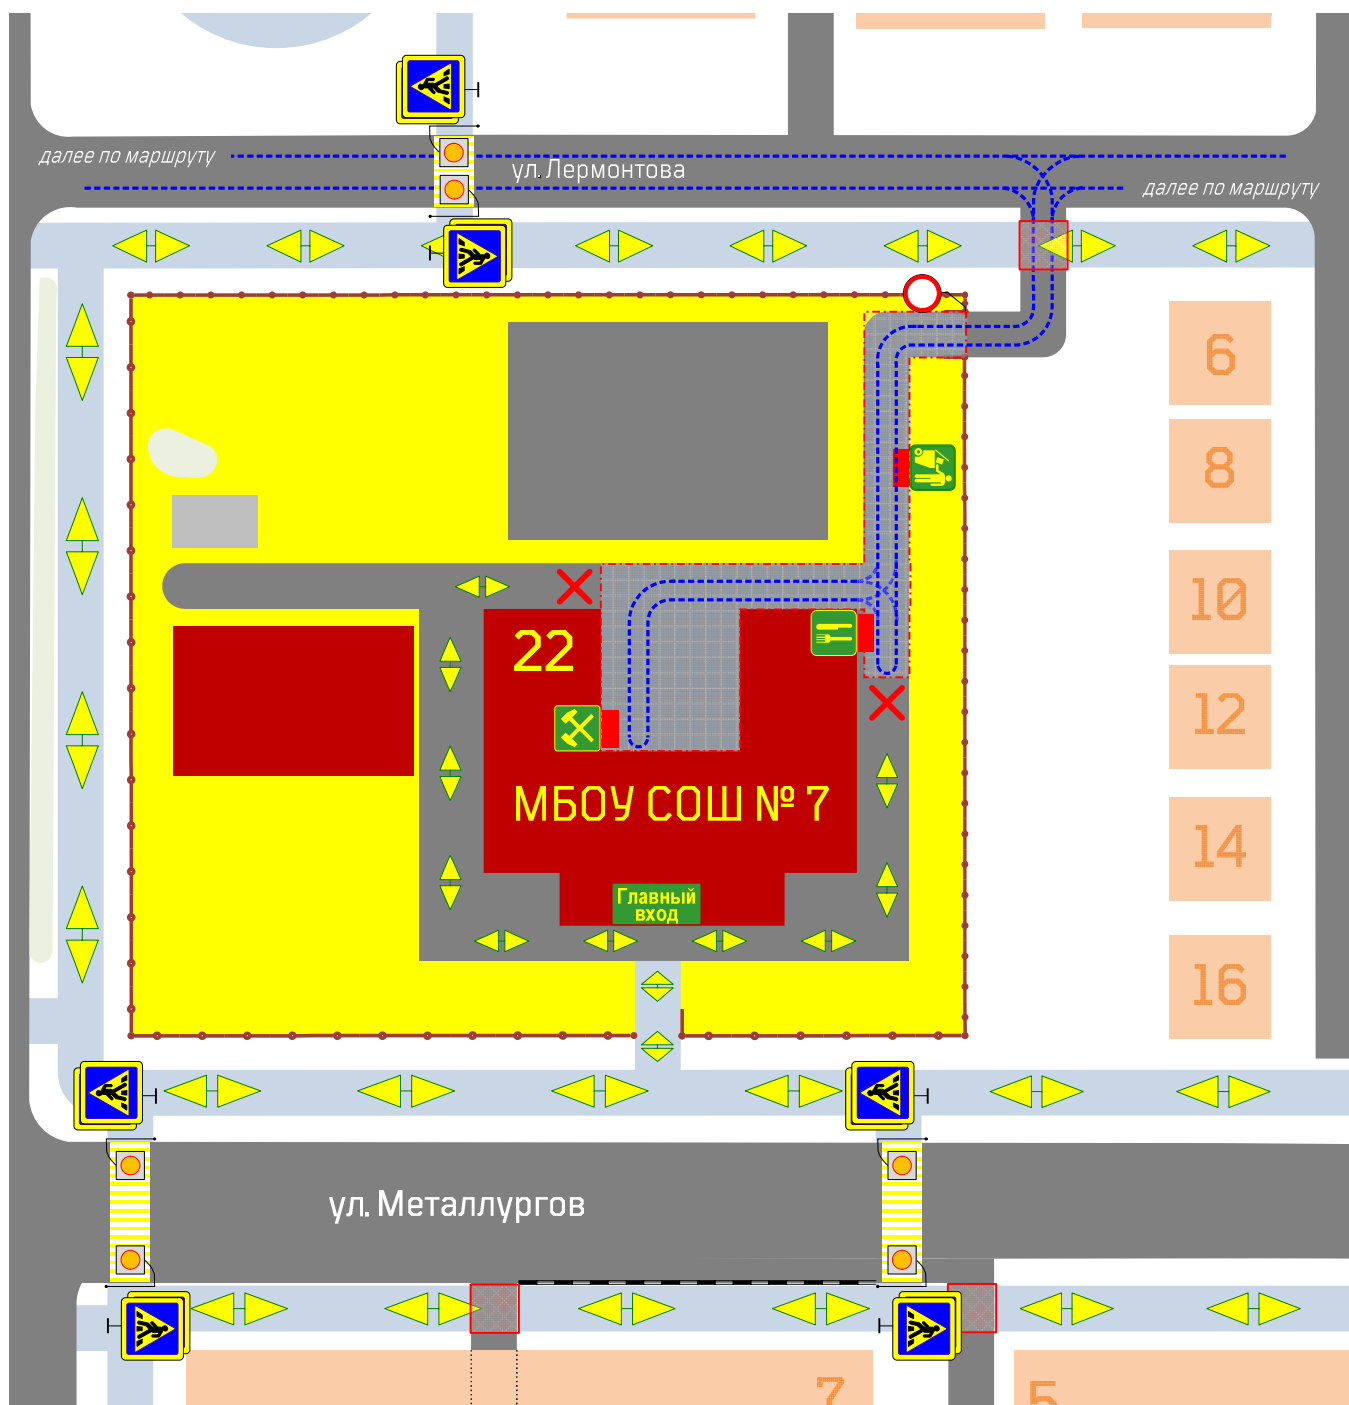 далее по маршруту
ул. Лермонтова
далее по маршруту
6
8
10
22
12
МБОУ СОШ № 7
14
Главный
вход
16
ул. Металлургов
7
5